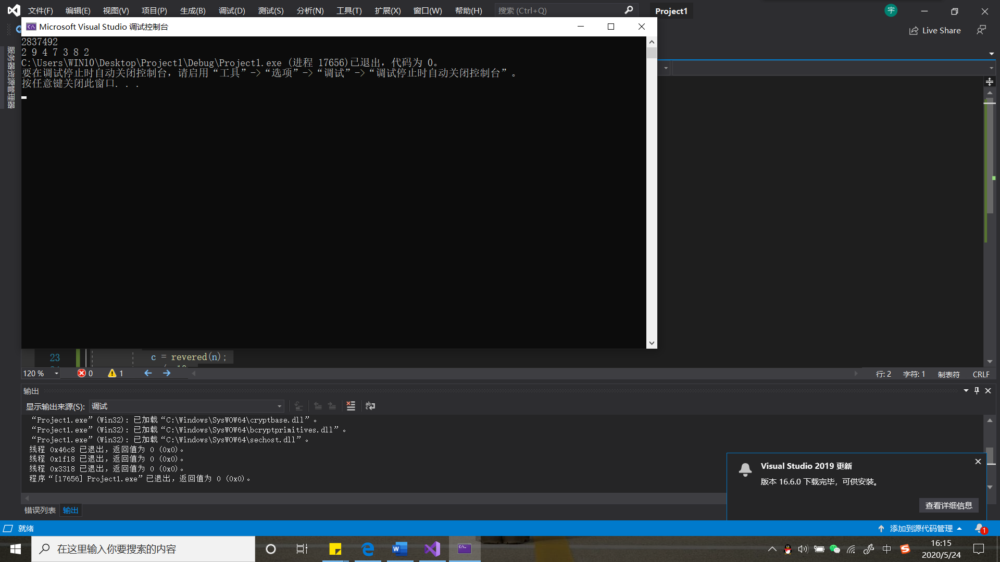 文件(F) 编辑(E) 视图(V) 项目(P) 生成(B) 调试(D) 测试(S) 分析(N) 工具(T) 扩展(X) 窗口(W) 帮助(H) 搜索 (Ctrl+Q) Project1 宇
Microsoft Visual Studio 调试控制台
Live Share
服务器资源管理器
2837492
2 9 4 7 3 8 2
C:\Users\WIN10\Desktop\Project1\Debug\Project1.exe (进程 17656)已退出，代码为 0。
要在调试停止时自动关闭控制台，请启用“工具”->“选项”->“调试”->“调试停止时自动关闭控制台”。
按任意键关闭此窗口. . .
23 c = revered(n);
120 % 0 1 行: 2 字符: 1 制表符 CRLF
输出
显示输出来源(S): 调试
“Project1.exe”(Win32): 已加载“C:\Windows\SysWOW64\cryptbase.dll”。
“Project1.exe”(Win32): 已加载“C:\Windows\SysWOW64\bcryptprimitives.dll”。
“Project1.exe”(Win32): 已加载“C:\Windows\SysWOW64\sechost.dll”。
线程 0x46c8 已退出，返回值为 0 (0x0)。
线程 0x1f18 已退出，返回值为 0 (0x0)。
线程 0x3318 已退出，返回值为 0 (0x0)。
程序“[17656] Project1.exe”已退出，返回值为 0 (0x0)。
Visual Studio 2019 更新
版本 16.6.0 下载完毕，可供安装。
查看详细信息
错误列表 输出
就绪 添加到源代码管理 1
在这里输入你要搜索的内容
中
16:15
2020/5/24